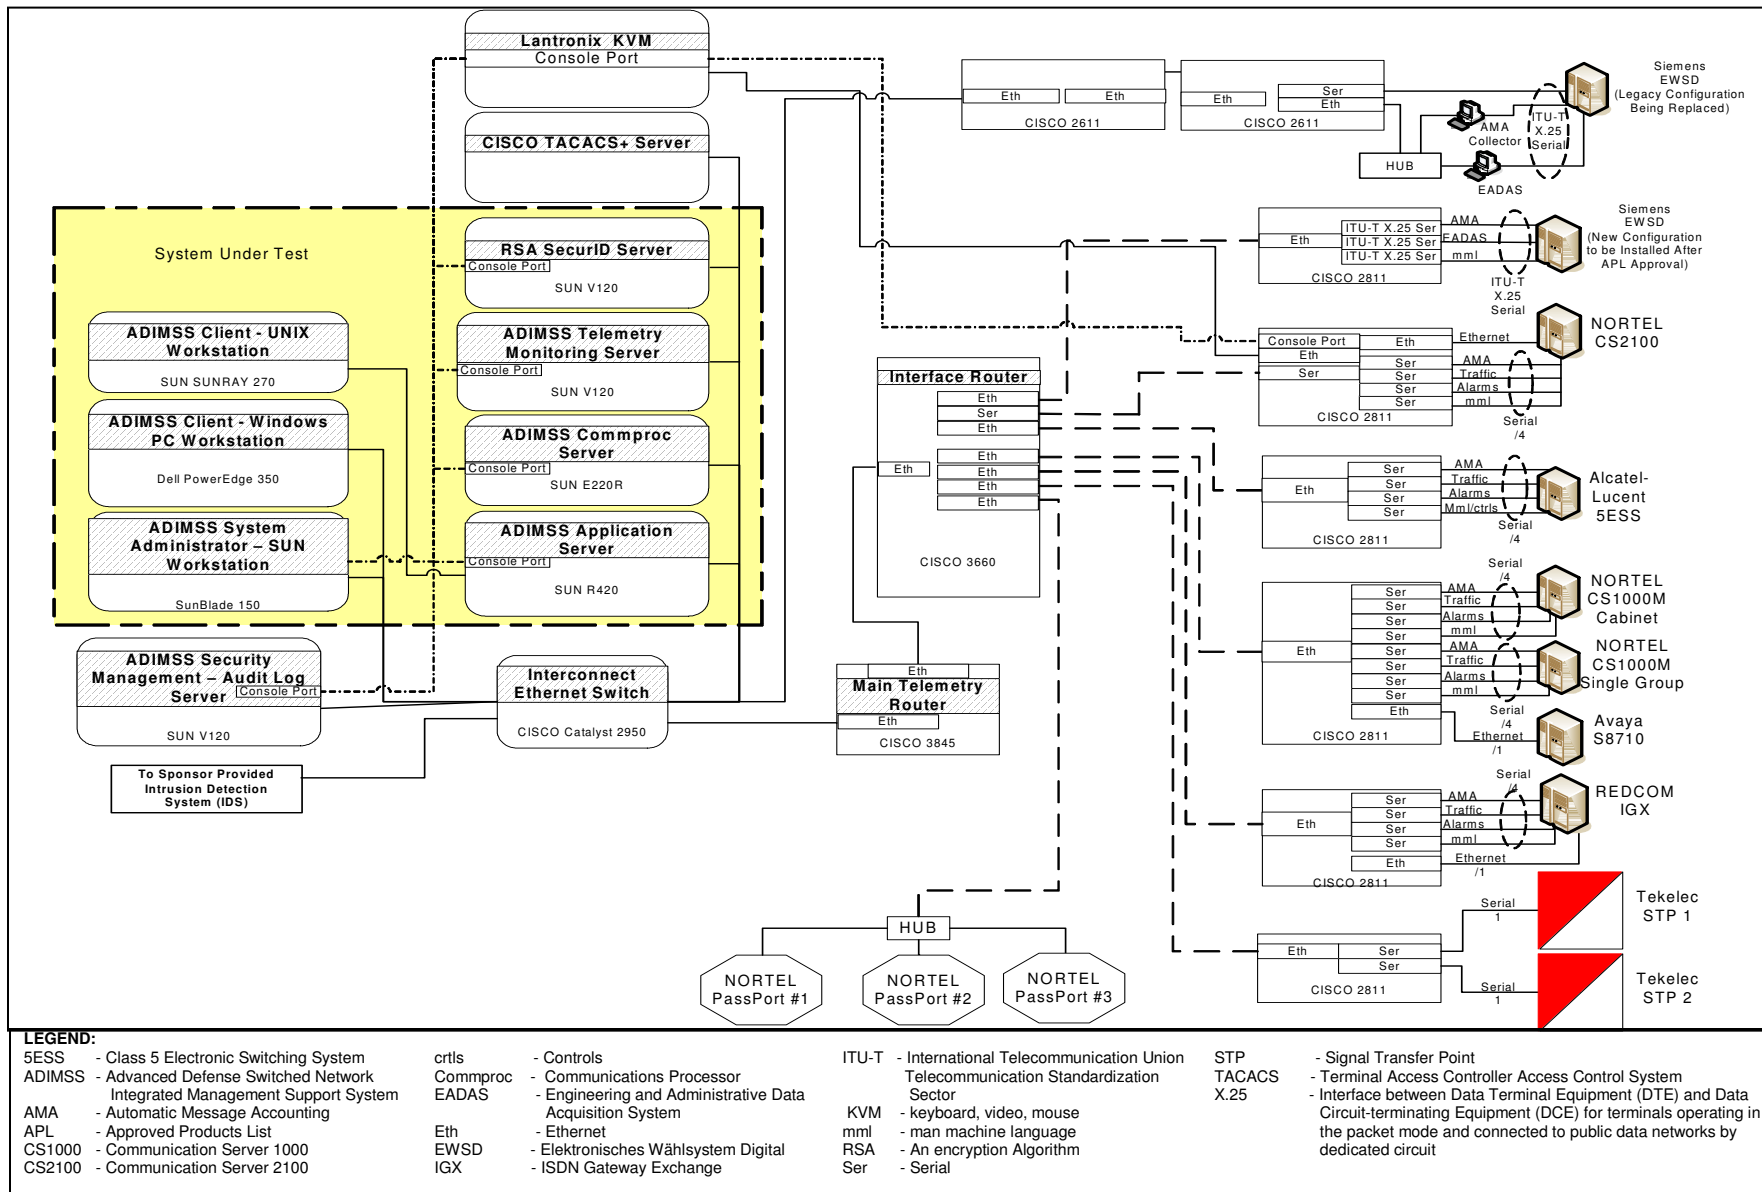 Lantronix KVM
Console Port
CISCO TACACS+ Server
System Under Test
RSA SecurID Server
Console Port
SUN V120
ADIMSS Client - UNIX
Workstation
SUN SUNRAY 270
ADIMSS Telemetry
Monitoring Server
Console Port
SUN V120
ADIMSS Client - Windows
PC Workstation
Dell PowerEdge 350
ADIMSS Commproc
Server
Console Port
SUN E220R
ADIMSS System
Administrator – SUN
Workstation
SunBlade 150
ADIMSS Application
Server
Console Port
SUN R420
ADIMSS Security
Management – Audit Log
Server
Console Port
SUN V120
Interconnect
Ethernet Switch
CISCO Catalyst 2950
To Sponsor Provided
Intrusion Detection
System (IDS)
Eth
Main Telemetry
Router
Eth
CISCO 3845
Interface Router
Eth
Ser
Eth
Eth
Eth
Eth
Eth
Eth
CISCO 3660
HUB
NORTEL
PassPort #1
NORTEL
PassPort #2
NORTEL
PassPort #3
Eth
Eth
CISCO 2611
Eth
Ser
Eth
CISCO 2611
HUB
AMA
Collector
EADAS
ITU-T
X.25
Serial
Siemens
EWSD
(Legacy Configuration
Being Replaced)
Eth
ITU-T X.25 Ser
ITU-T X.25 Ser
ITU-T X.25 Ser
CISCO 2811
AMA
EADAS
mml
ITU-T
X.25
Serial
Siemens
EWSD
(New Configuration
to be Installed After
APL Approval)
Console Port
Eth
Ser
Eth
Ser
Ser
Ser
Ser
CISCO 2811
Ethernet
AMA
Traffic
Alarms
mml
Serial
/4
NORTEL
CS2100
Eth
Ser
Ser
Ser
Ser
CISCO 2811
AMA
Traffic
Alarms
Mml/ctrls
Serial
/4
Alcatel-
Lucent
5ESS
Eth
Ser
Ser
Ser
Ser
Ser
Ser
Ser
Ser
Eth
CISCO 2811
Serial
/4
AMA
Traffic
Alarms
mml
NORTEL
CS1000M
Cabinet
AMA
Traffic
Alarms
mml
Serial
/4
NORTEL
CS1000M
Single Group
Ethernet
/1
Avaya
S8710
Eth
Ser
Ser
Ser
Ser
Eth
CISCO 2811
Serial
/4
AMA
Traffic
Alarms
mml
Ethernet
/1
REDCOM
IGX
Eth
Ser
Ser
CISCO 2811
Serial
1
Serial
1
Tekelec
STP 1
Tekelec
STP 2
LEGEND:
5ESS - Class 5 Electronic Switching System
ADIMSS - Advanced Defense Switched Network
Integrated Management Support System
AMA - Automatic Message Accounting
APL - Approved Products List
CS1000 - Communication Server 1000
CS2100 - Communication Server 2100
crtls - Controls
Commproc - Communications Processor
EADAS - Engineering and Administrative Data
Acquisition System
Eth - Ethernet
EWSD - Elektronisches Wählsystem Digital
IGX - ISDN Gateway Exchange
ITU-T - International Telecommunication Union
Telecommunication Standardization
Sector
KVM - keyboard, video, mouse
mml - man machine language
RSA - An encryption Algorithm
Ser - Serial
STP - Signal Transfer Point
TACACS - Terminal Access Controller Access Control System
X.25 - Interface between Data Terminal Equipment (DTE) and Data
Circuit-terminating Equipment (DCE) for terminals operating in
the packet mode and connected to public data networks by
dedicated circuit